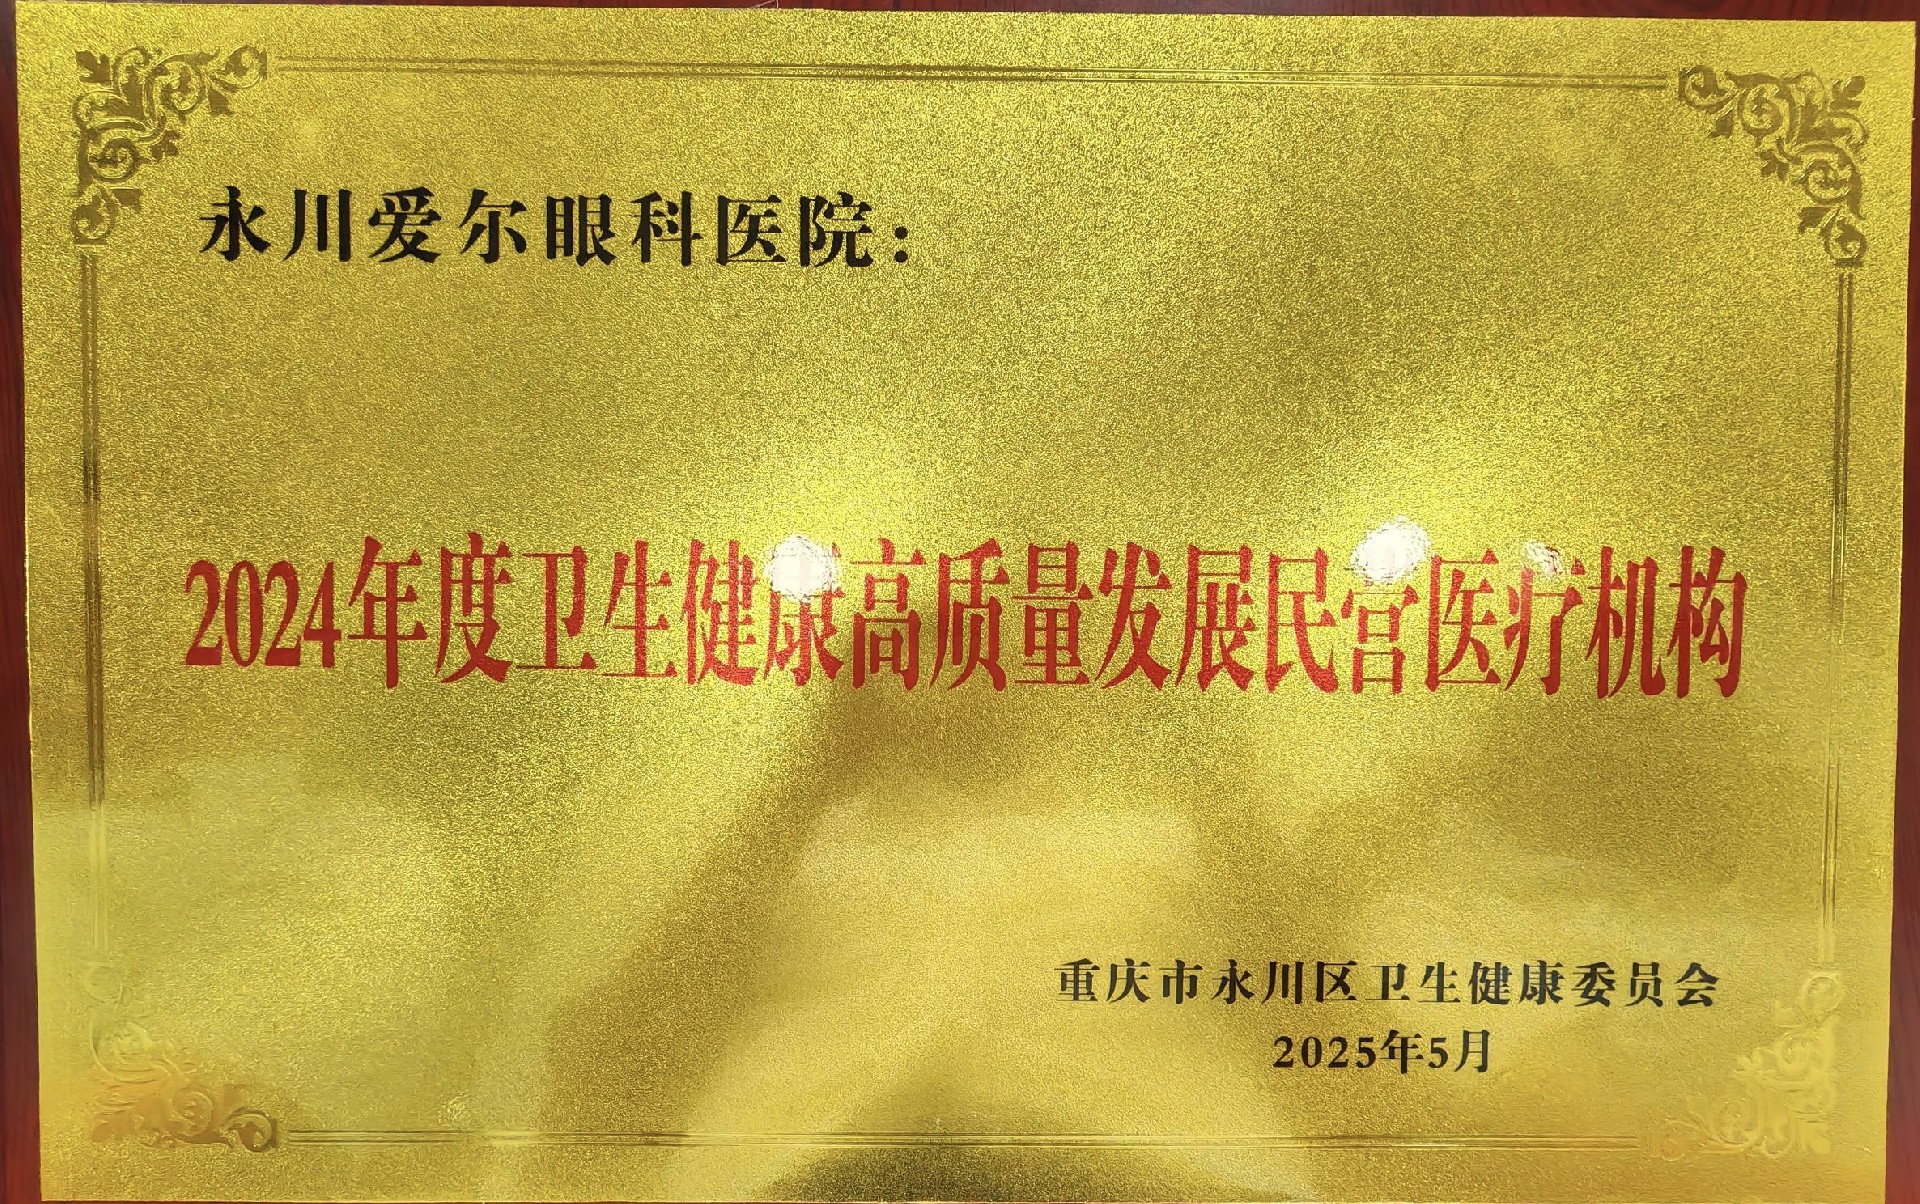 永川爱尔眼科医院：
2024年度卫生健康高质量发展民营医疗机构
重庆市永川区卫生健康委员会
2025年5月